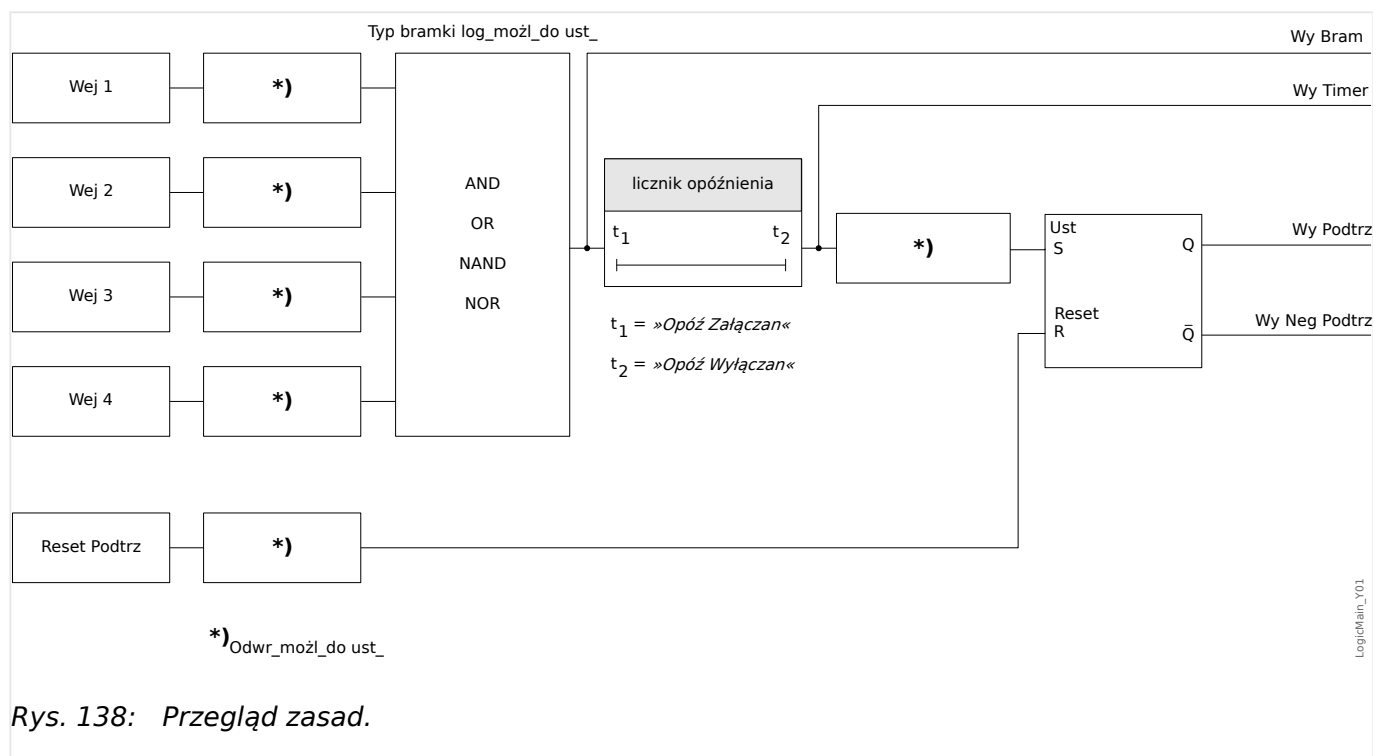 Typ bramki log_możl_do ust_
Wy Bram
Wej 1
*)
Wy Timer
Wej 2
*)
AND
OR
NAND
NOR
licznik opóźnienia
t1
t2
*)
Ust
S
Q
Wy Podtrz
Wej 3
*)
t1 = »Opóź Załączan«
t2 = »Opóź Wyłączan«
Reset
R
Q̅
Wy Neg Podtrz
Wej 4
*)
Reset Podtrz
*)
*)Odwr_możl_do ust_
LogicMain_Y01
Rys. 138: Przegląd zasad.